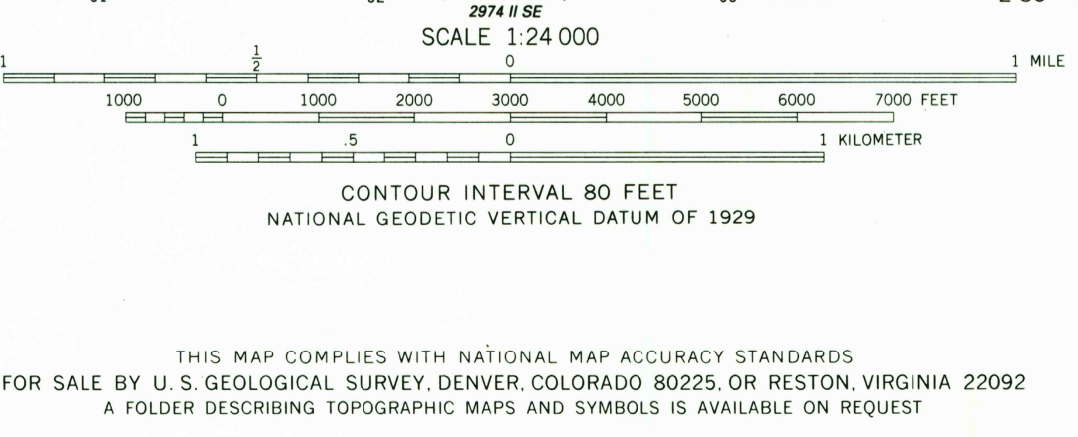 2974 II SE
SCALE 1:24 000
1 1/2 0 1 MILE
1000 0 1000 2000 3000 4000 5000 6000 7000 FEET
1 .5 0 1 KILOMETER
CONTOUR INTERVAL 80 FEET
NATIONAL GEODETIC VERTICAL DATUM OF 1929
THIS MAP COMPLIES WITH NATIONAL MAP ACCURACY STANDARDS
FOR SALE BY U. S. GEOLOGICAL SURVEY, DENVER, COLORADO 80225, OR RESTON, VIRGINIA 22092
A FOLDER DESCRIBING TOPOGRAPHIC MAPS AND SYMBOLS IS AVAILABLE ON REQUEST